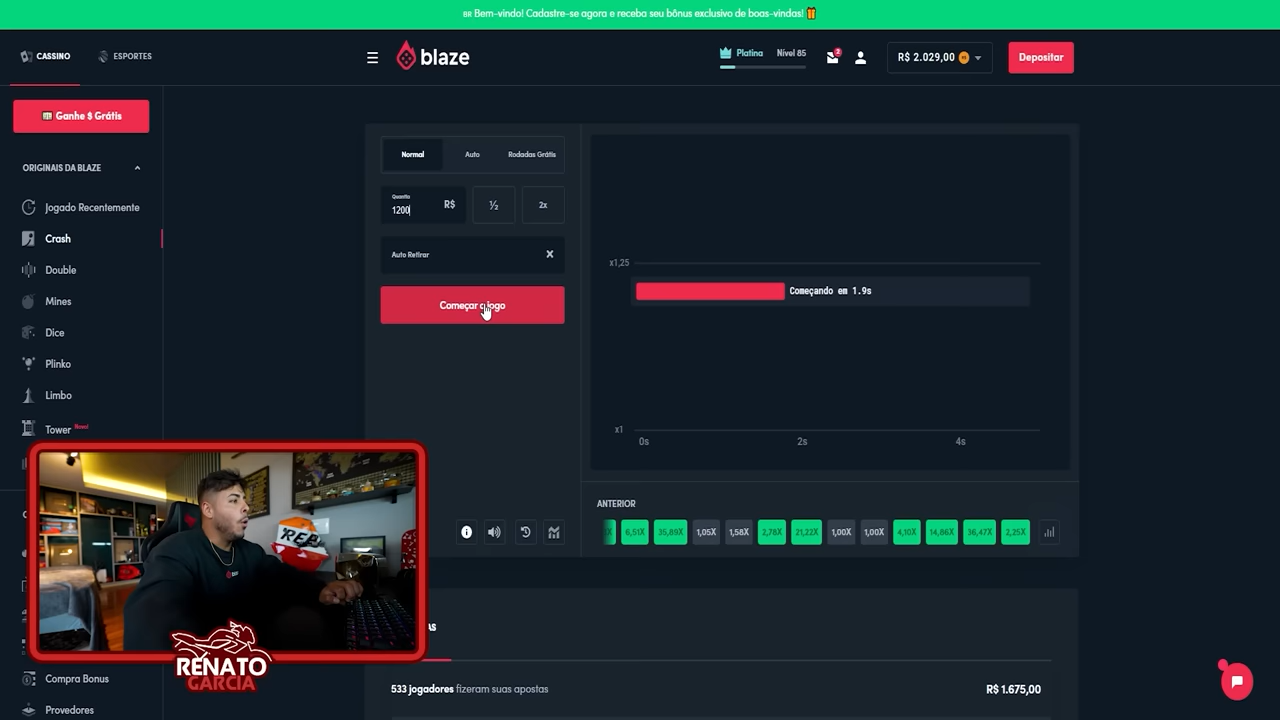 BR Bem-vindo! Cadastre-se agora e receba seu bônus exclusivo de boas-vindas!
CASSINO
ESPORTES
blaze
Platina
Nível 85
2
R$ 2.029,00
Depositar
Ganhe $ Grátis
ORIGINAIS DA BLAZE
Jogado Recentemente
Crash
Double
Mines
Dice
Plinko
Limbo
Tower
New!
Compra Bonus
Provedores
Normal
Auto
Rodadas Grátis
Quantia
1200
R$
½
2x
Auto Retirar
Começar o jogo
x1,25
Começando em 1.9s
x1
0s
2s
4s
ANTERIOR
X
6,51X
35,89X
1,05X
1,58X
2,78X
21,22X
1,00X
1,00X
4,10X
14,86X
36,47X
2,25X
AS
533 jogadores fizeram suas apostas
R$ 1.675,00
RENATO
GARCIA